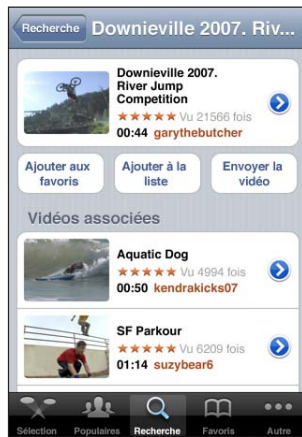 Recherche Downieville 2007. Riv...
Downieville 2007.
River Jump
Competition
Vu 21566 fois
00:44 garythebutcher
Ajouter aux
favoris
Ajouter à la
liste
Envoyer la
vidéo
Vidéos associées
Aquatic Dog
Vu 4994 fois
00:50 kendrakicks07
SF Parkour
Vu 6209 fois
01:14 suzybear6
Sélection Populaires Recherche Favoris Autre